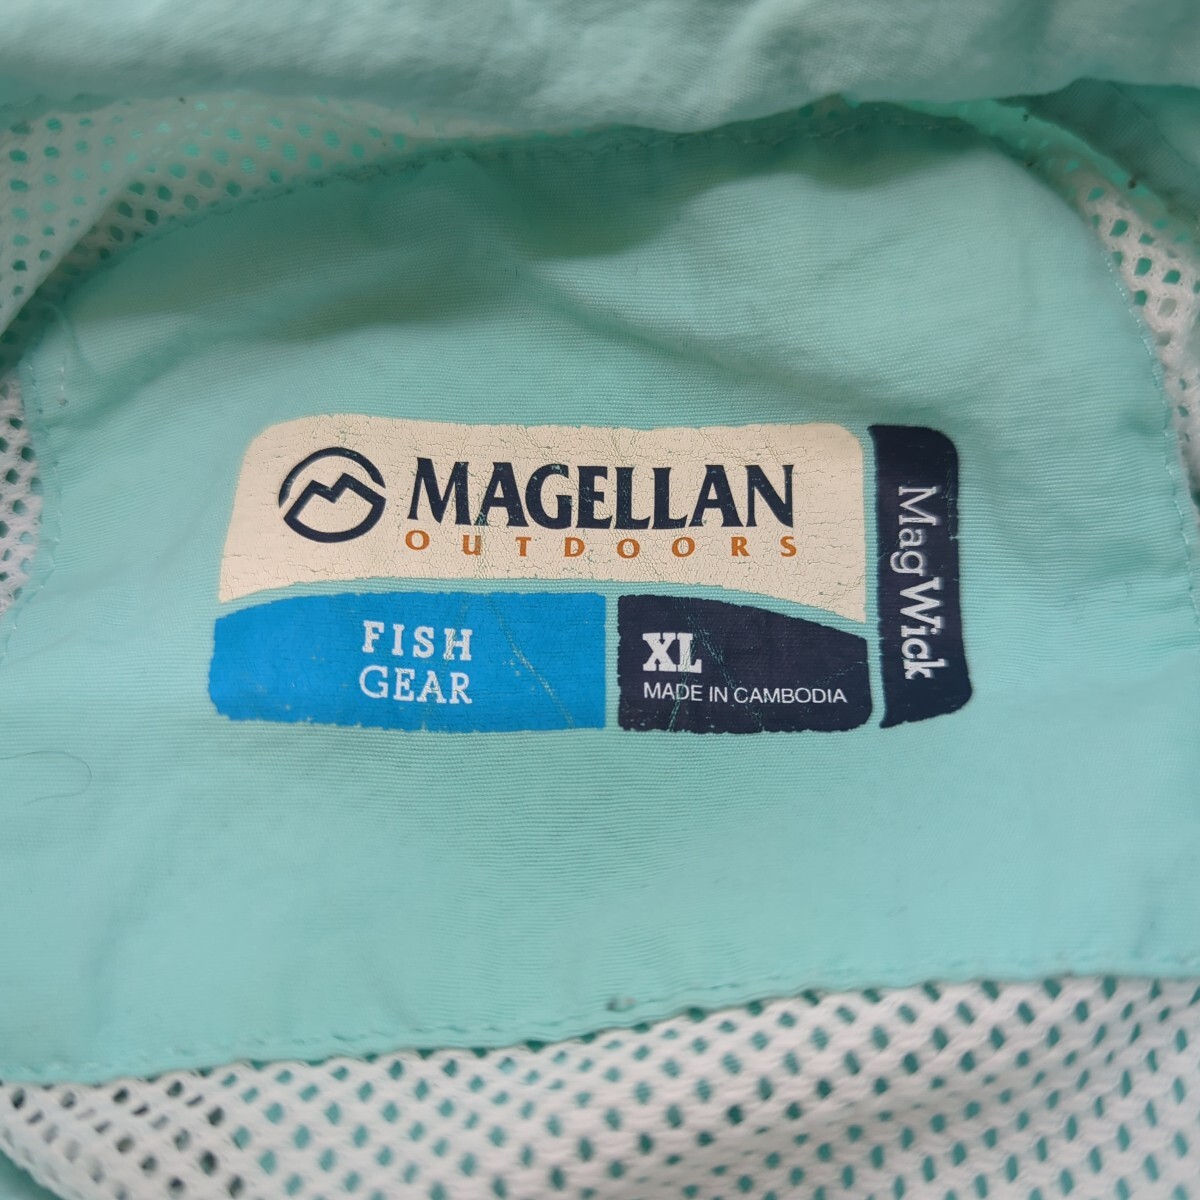 MAGELLAN
OUTDOORS
FISH
GEAR
XL
MADE IN CAMBODIA
MagWick